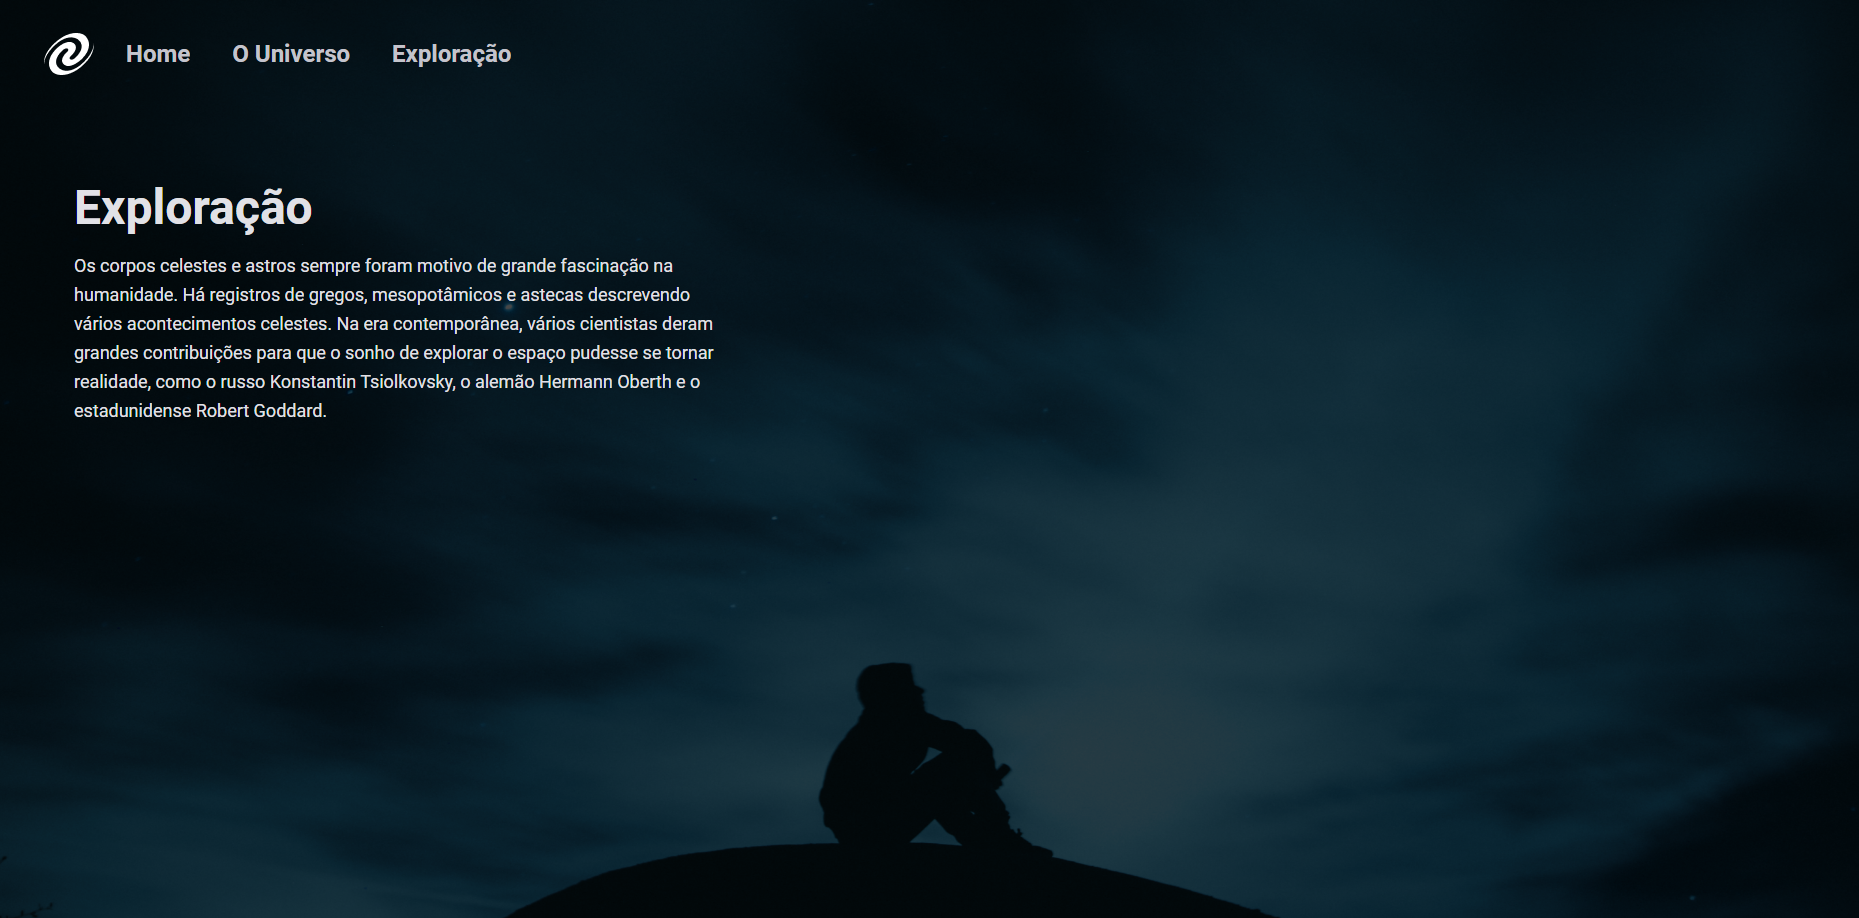 Home O Universo Exploração
Exploração
Os corpos celestes e astros sempre foram motivo de grande fascinação na
humanidade. Há registros de gregos, mesopotâmicos e astecas descrevendo
vários acontecimentos celestes. Na era contemporânea, vários cientistas deram
grandes contribuições para que o sonho de explorar o espaço pudesse se tornar
realidade, como o russo Konstantin Tsiolkovsky, o alemão Hermann Oberth e o
estadunidense Robert Goddard.